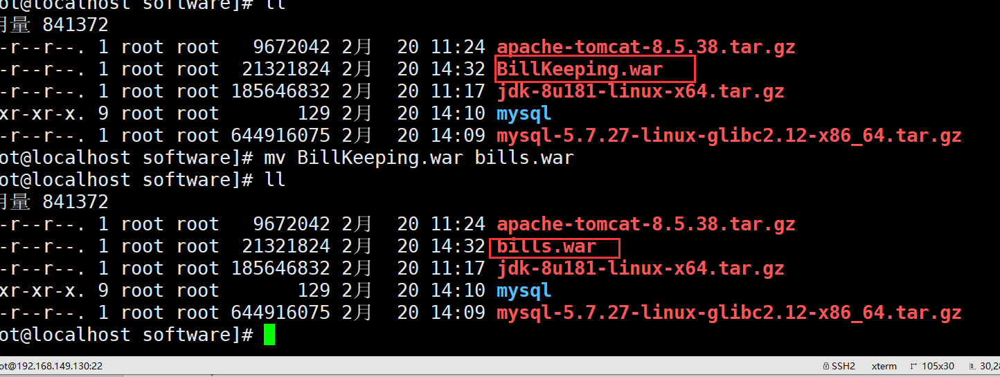 ot@localhost software]# ll
用量 841372
-r--r--. 1 root root   9672042 2月  20 11:24 apache-tomcat-8.5.38.tar.gz
-r--r--. 1 root root  21321824 2月  20 14:32 BillKeeping.war
-r--r--. 1 root root 185646832 2月  20 11:17 jdk-8u181-linux-x64.tar.gz
xr-xr-x. 9 root root       129 2月  20 14:10 mysql
-r--r--. 1 root root 644916075 2月  20 14:09 mysql-5.7.27-linux-glibc2.12-x86_64.tar.gz
ot@localhost software]# mv BillKeeping.war bills.war
ot@localhost software]# ll
用量 841372
-r--r--. 1 root root   9672042 2月  20 11:24 apache-tomcat-8.5.38.tar.gz
-r--r--. 1 root root  21321824 2月  20 14:32 bills.war
-r--r--. 1 root root 185646832 2月  20 11:17 jdk-8u181-linux-x64.tar.gz
xr-xr-x. 9 root root       129 2月  20 14:10 mysql
-r--r--. 1 root root 644916075 2月  20 14:09 mysql-5.7.27-linux-glibc2.12-x86_64.tar.gz
ot@localhost software]#
ot@192.168.149.130:22 SSH2 xterm 105x30 30,28